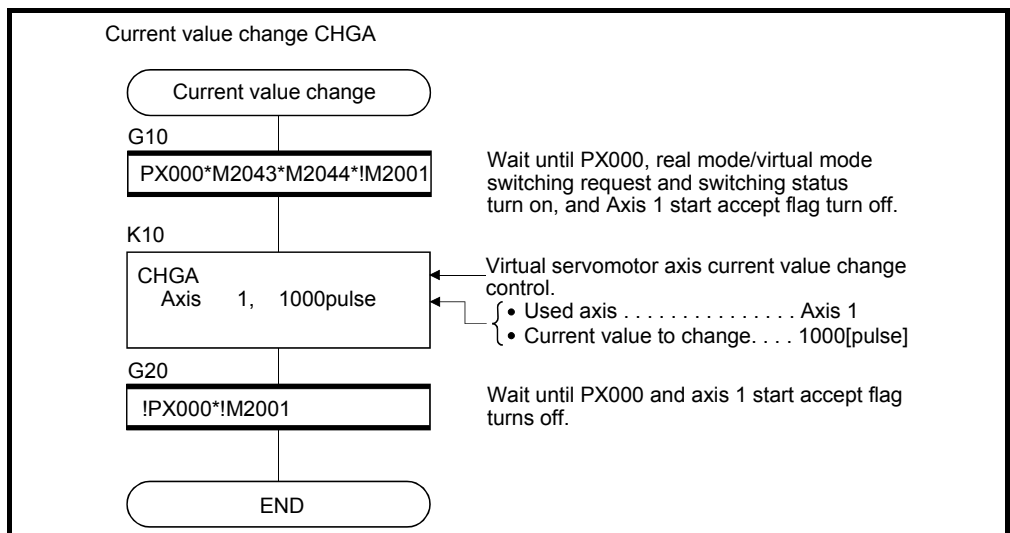 Current value change CHGA
Current value change
G10
PX000*M2043*M2044*!M2001
Wait until PX000, real mode/virtual mode
switching request and switching status
turn on, and Axis 1 start accept flag turn off.
K10
CHGA
Axis 1, 1000pulse
Virtual servomotor axis current value change
control.
• Used axis . . . . . . . . . . . . . . . Axis 1
• Current value to change. . . . 1000[pulse]
G20
!PX000*!M2001
Wait until PX000 and axis 1 start accept flag
turns off.
END